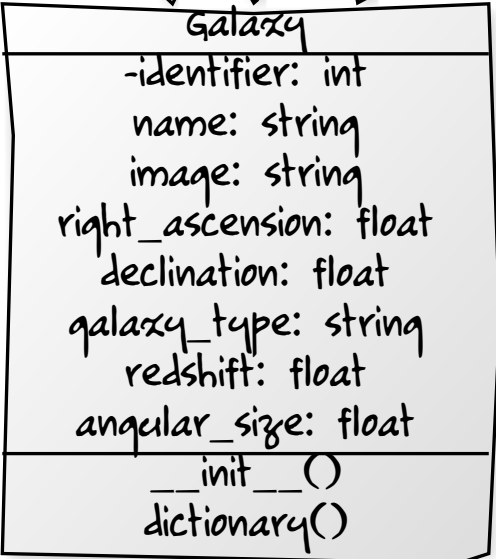 Galaxy
-identifier: int
name: string
image: string
right_ascension: float
declination: float
galaxy_type: string
redshift: float
angular_size: float
__init__()
dictionary()